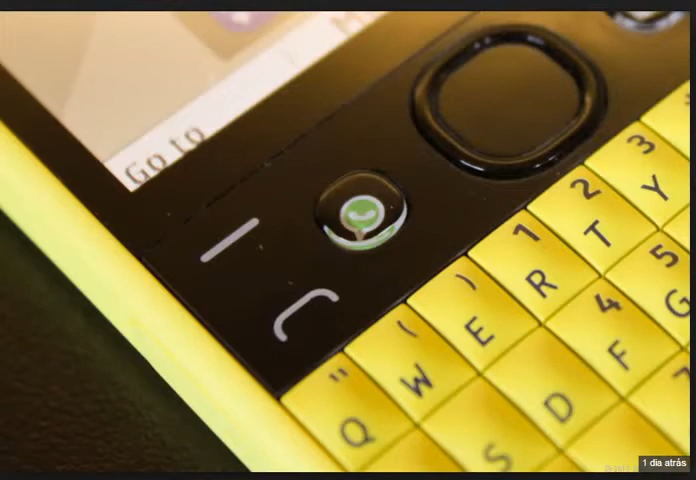 Go to
3
2 Y
1 T 5
) R 4 G
( E F
" W D
Q S
1 dia atrás